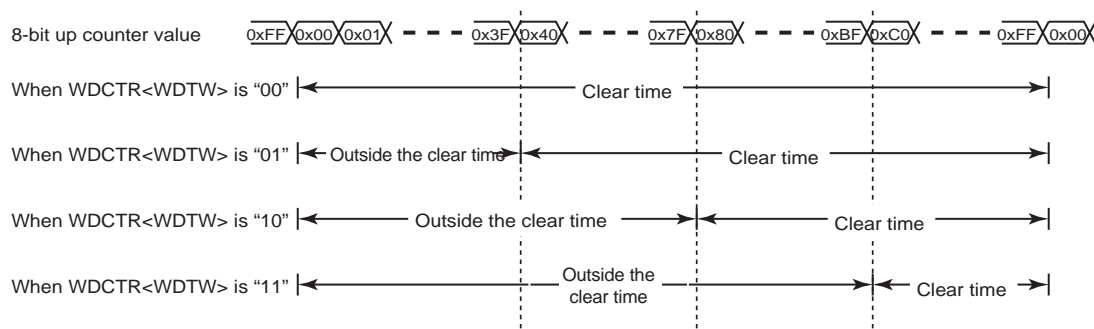 8-bit up counter value 0xFF 0x00 0x01 0x3F 0x40 0x7F 0x80 0xBF 0xC0 0xFF 0x00
When WDCTR<WDTW> is “00” Clear time
When WDCTR<WDTW> is “01” Outside the clear time Clear time
When WDCTR<WDTW> is “10” Outside the clear time Clear time
When WDCTR<WDTW> is “11” Outside the
clear time Clear time